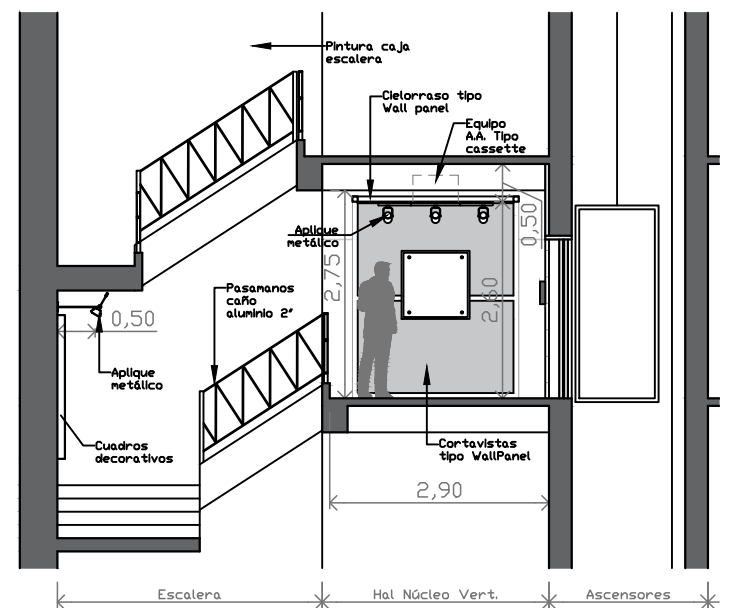 Pintura caja
escalera
Cielorraso tipo
Wall panel
Equipo
A.A. Tipo
cassette
Aplique
metálico
0,50
2,75
2,60
Pasamanos
caño
aluminio 2"
0,50
Aplique
metálico
Cuadros
decorativos
Cortavistas
tipo WallPanel
2,90
Escalera
Hal Núcleo Vert.
Ascensores